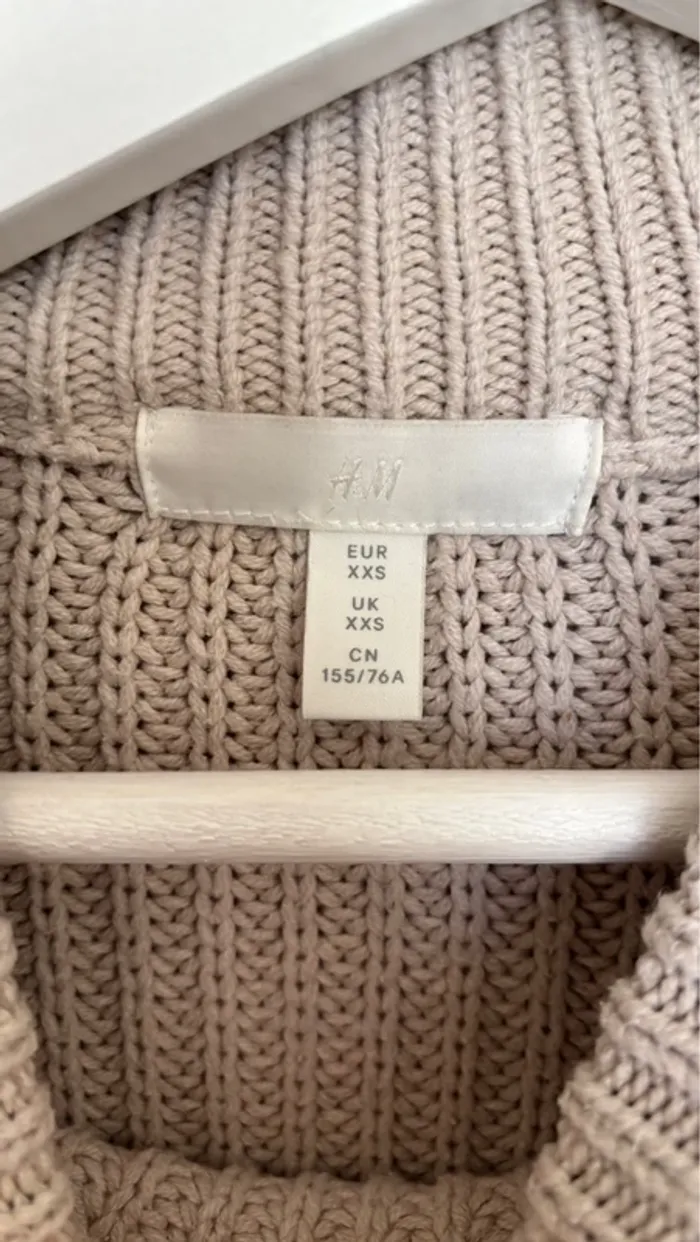 H&M
EUR
XXS
UK
XXS
CN
155/76A